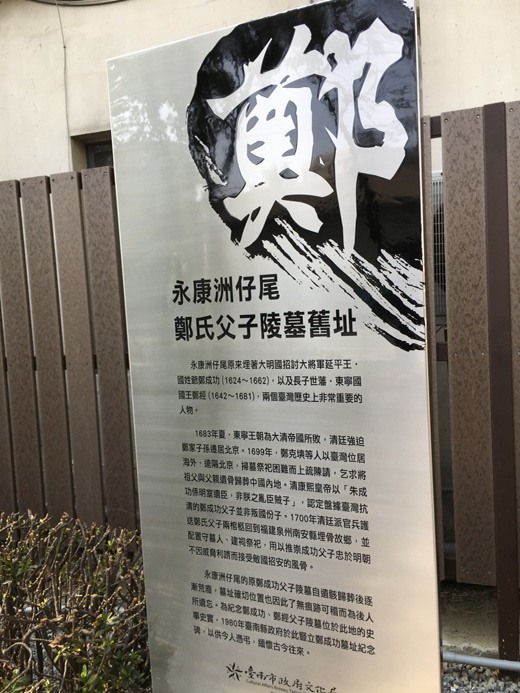 鄭
永康洲仔尾
鄭氏父子陵墓舊址
永康洲仔尾原來埋著大明國招討大將軍延平王,
國姓爺鄭成功(1624~1662),以及長子世藩,東寧國
國王鄭經(1642~1681),兩個臺灣歷史上非常重要的
人物。
1683年夏,東寧王朝為大清帝國所敗,清廷強迫
鄭家子孫遷居北京。1699年,鄭克塽等人以臺灣位居
海外,遠隔北京,掃墓祭祀困難而上疏陳請,乞求將
祖父與父親遺骨歸葬中國內地。清康熙皇帝以「朱成
功係明室遺臣,非朕之亂臣賊子」,認定盤據臺灣抗
清的鄭成功父子並非叛國份子。1700年清廷派官兵護
送鄭氏父子兩棺柩回到福建泉州南安縣埋骨故鄉,並
配置守墓人、建祠祭祀,用以推崇成功父子忠於明朝
不因威脅利誘而接受敵國招安的風骨。
永康洲仔尾的原鄭成功父子陵墓自遺骸歸葬後逐
漸荒廢,墓址確切位置也因此了無痕跡可稽而為後人
所遺忘。為紀念鄭成功、鄭經父子陵墓位於此地的史
事史實,1980年臺南縣政府於此豎立鄭成功墓址紀念
碑,以供今人憑弔,緬懷古今往來。
臺南市政府文化局